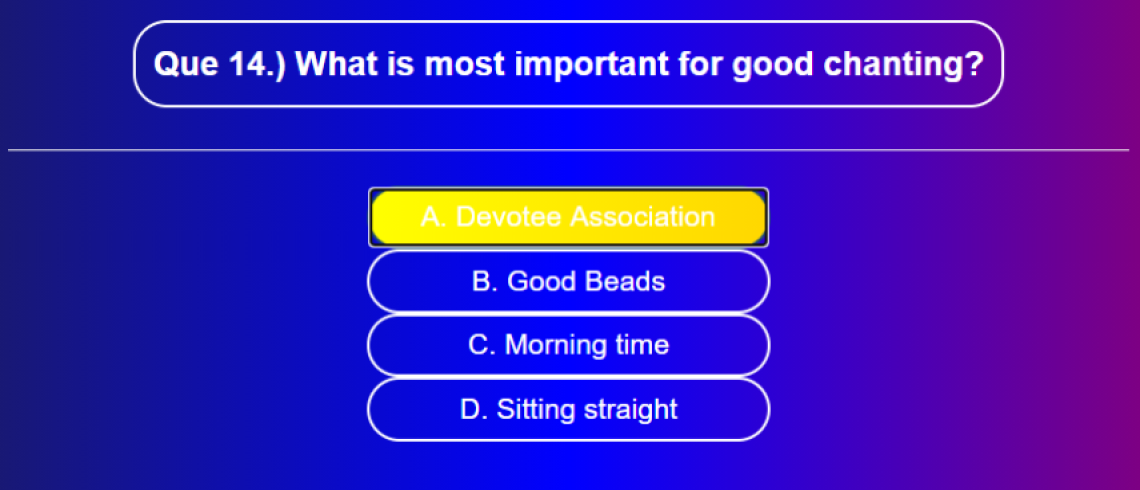 Que 14.) What is most important for good chanting?
A. Devotee Association
B. Good Beads
C. Morning time
D. Sitting straight